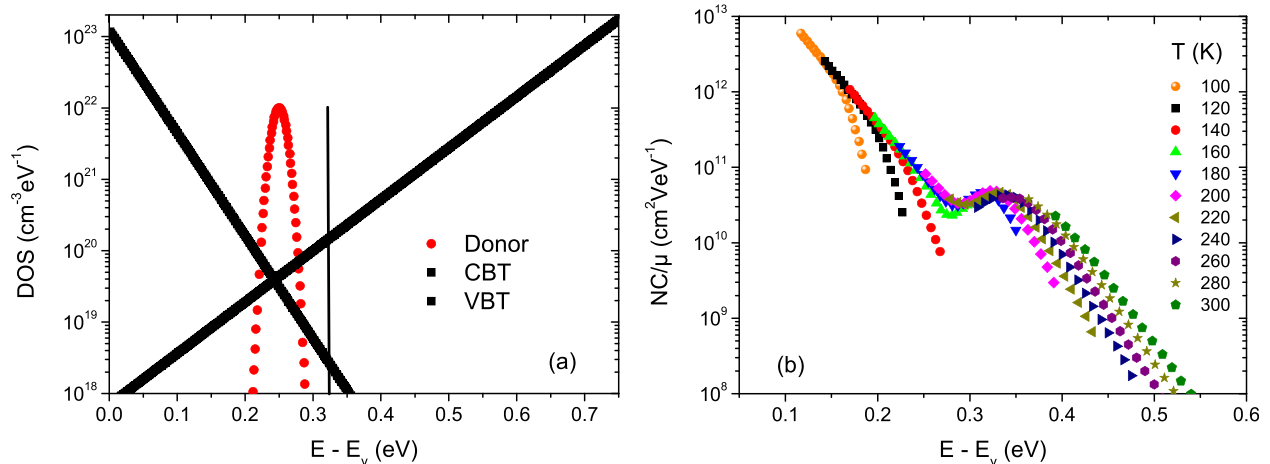 DOS (cm⁻³eV⁻¹)
10²³
10²²
10²¹
10²⁰
10¹⁹
10¹⁸
Donor
CBT
VBT
(a)
0.0 0.1 0.2 0.3 0.4 0.5 0.6 0.7
E - Eᵥ (eV)
NC/μ (cm²VeV⁻¹)
10¹³
10¹²
10¹¹
10¹⁰
10⁹
10⁸
T (K)
100
120
140
160
180
200
220
240
260
280
300
(b)
0.1 0.2 0.3 0.4 0.5 0.6
E - Eᵥ (eV)